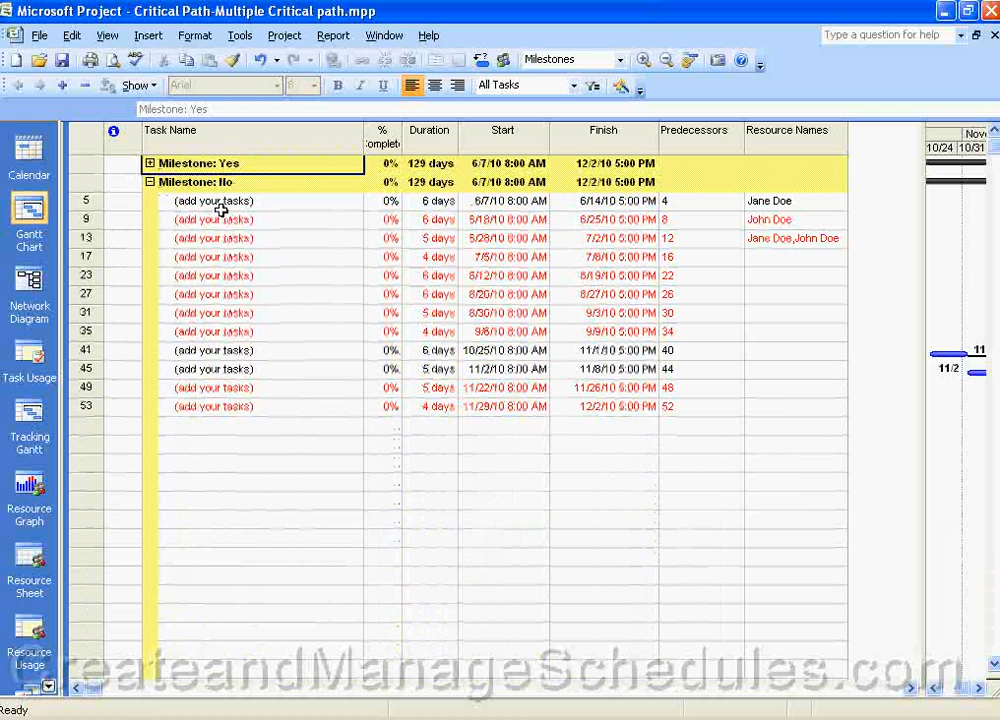 Microsoft Project - Critical Path-Multiple Critical path.mpp
File Edit View Insert Format Tools Project Report Window Help
Type a question for help
Milestones
Show Arial 8 B I U All Tasks
Milestone: Yes
Task Name % Complete Duration Start Finish Predecessors Resource Names Nov
10/24 10/31
Milestone: Yes 0% 129 days 6/7/10 8:00 AM 12/2/10 5:00 PM
Milestone: No 0% 129 days 6/7/10 8:00 AM 12/2/10 5:00 PM
5 (add your tasks) 0% 6 days 6/7/10 8:00 AM 6/14/10 5:00 PM 4 Jane Doe
9 (add your tasks) 0% 6 days 6/18/10 8:00 AM 6/25/10 5:00 PM 8 John Doe
13 (add your tasks) 0% 5 days 6/28/10 8:00 AM 7/2/10 5:00 PM 12 Jane Doe,John Doe
17 (add your tasks) 0% 4 days 7/5/10 8:00 AM 7/8/10 5:00 PM 16
23 (add your tasks) 0% 6 days 8/12/10 8:00 AM 8/19/10 5:00 PM 22
27 (add your tasks) 0% 6 days 8/20/10 8:00 AM 8/27/10 5:00 PM 26
31 (add your tasks) 0% 5 days 8/30/10 8:00 AM 9/3/10 5:00 PM 30
35 (add your tasks) 0% 4 days 9/6/10 8:00 AM 9/9/10 5:00 PM 34
41 (add your tasks) 0% 6 days 10/25/10 8:00 AM 11/1/10 5:00 PM 40 11
45 (add your tasks) 0% 5 days 11/2/10 8:00 AM 11/8/10 5:00 PM 44 11/2
49 (add your tasks) 0% 5 days 11/22/10 8:00 AM 11/26/10 5:00 PM 48
53 (add your tasks) 0% 4 days 11/29/10 8:00 AM 12/2/10 5:00 PM 52
Calendar
Gantt
Chart
Network
Diagram
Task Usage
Tracking
Gantt
Resource
Graph
Resource
Sheet
Resource
Usage
CreateandManageSchedules.com
Ready